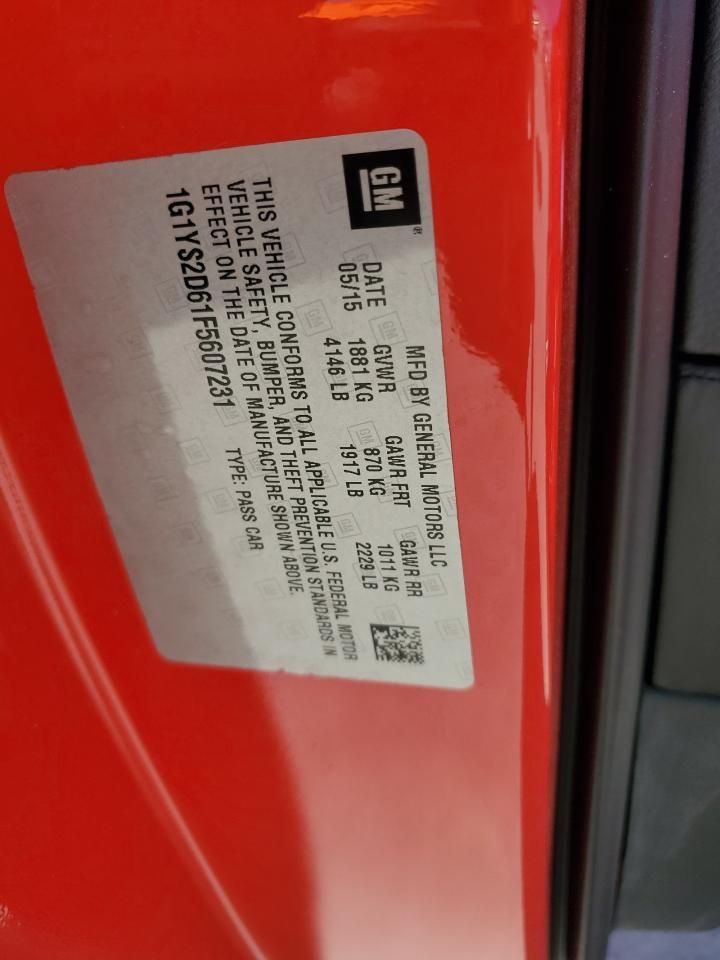 GM ®
MFD BY GENERAL MOTORS LLC
DATE GVWR GAWR FRT GAWR RR
05/15 1881 KG 870 KG 1011 KG
4146 LB 1917 LB 2229 LB
THIS VEHICLE CONFORMS TO ALL APPLICABLE U.S. FEDERAL MOTOR
VEHICLE SAFETY, BUMPER, AND THEFT PREVENTION STANDARDS IN
EFFECT ON THE DATE OF MANUFACTURE SHOWN ABOVE.
1G1YS2D61F5607231 TYPE: PASS CAR